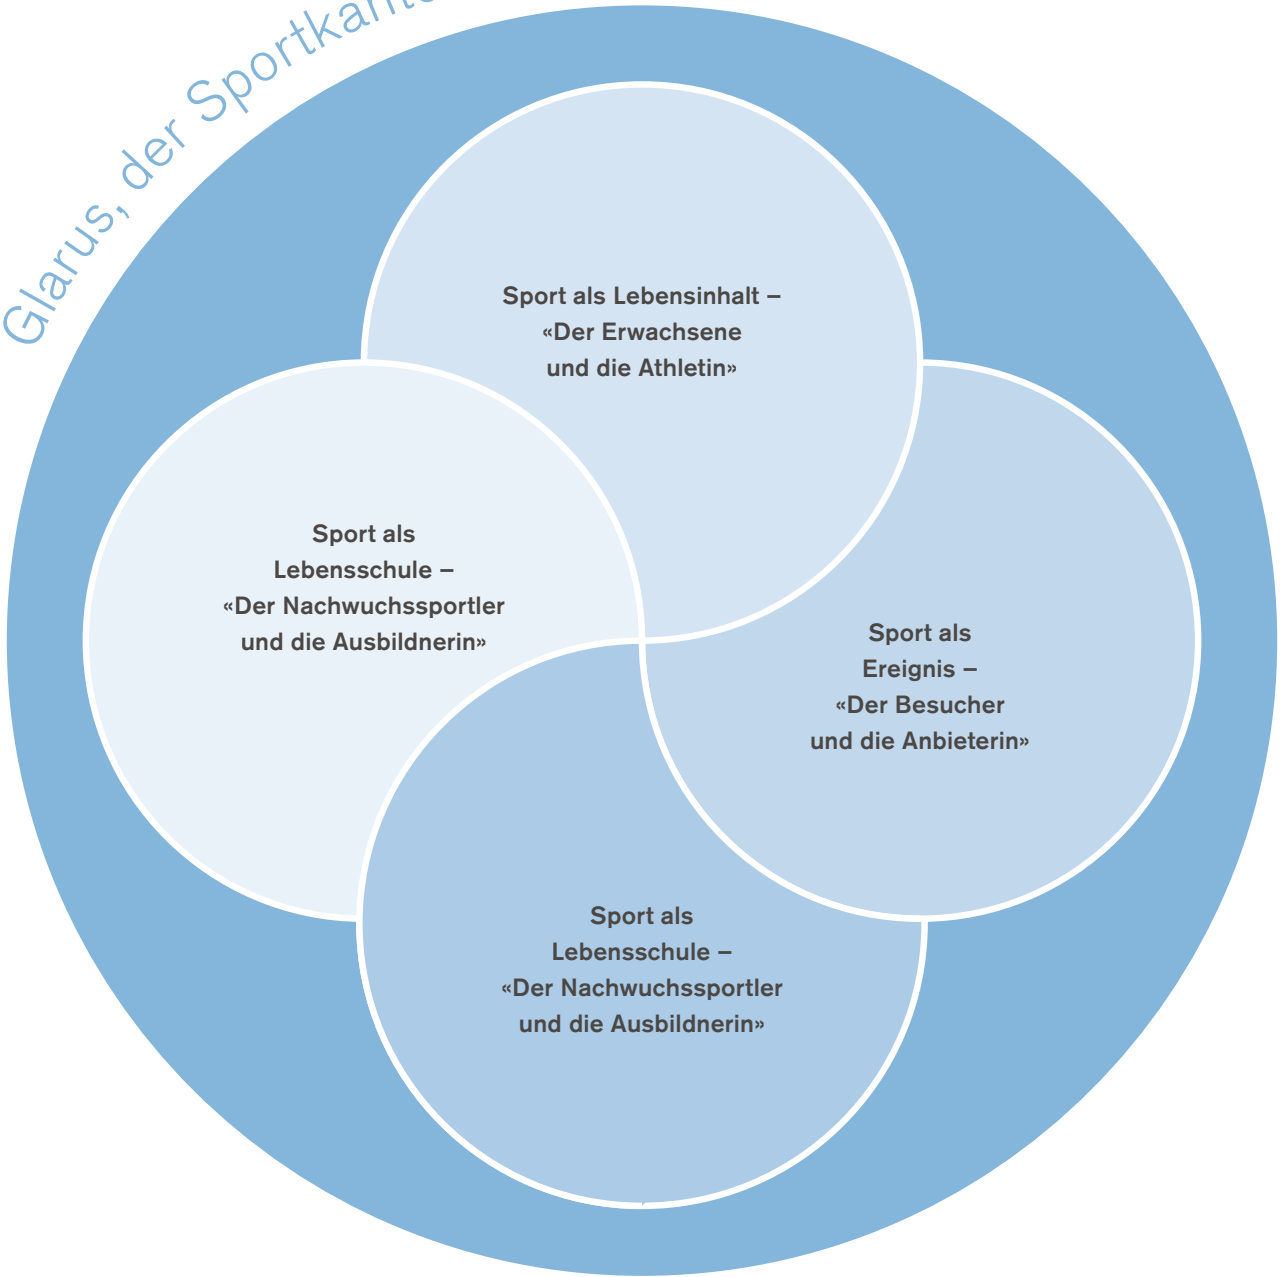 Glarus, der
Sport als Lebensinhalt –
«Der Erwachsene
und die Athletin»
Sport als
Lebensschule –
«Der Nachwuchssportler
und die Ausbildnerin»
Sport als
Ereignis –
«Der Besucher
und die Anbieterin»
Sport als
Lebensschule –
«Der Nachwuchssportler
und die Ausbildnerin»